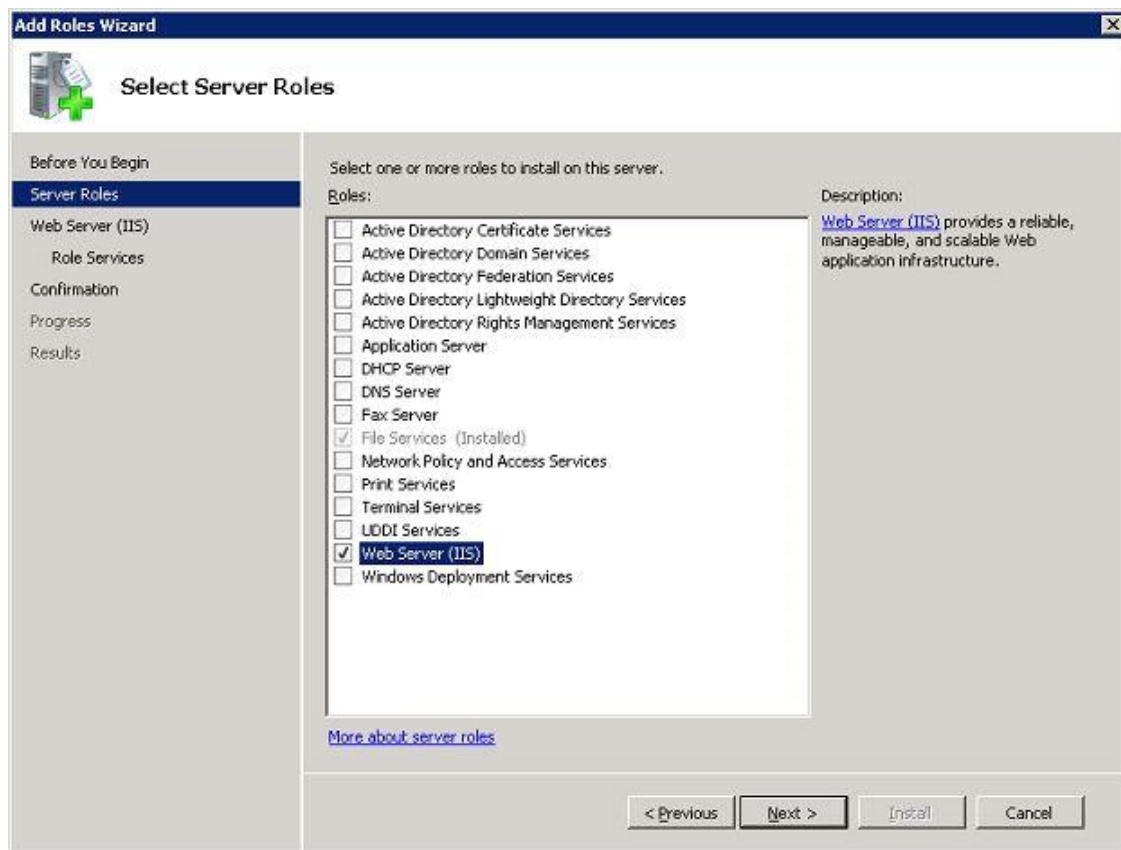 Add Roles Wizard
Select Server Roles
Before You Begin
Server Roles
Web Server (IIS)
Role Services
Confirmation
Progress
Results
Select one or more roles to install on this server.
Roles:
Active Directory Certificate Services
Active Directory Domain Services
Active Directory Federation Services
Active Directory Lightweight Directory Services
Active Directory Rights Management Services
Application Server
DHCP Server
DNS Server
Fax Server
File Services (Installed)
Network Policy and Access Services
Print Services
Terminal Services
UDDI Services
Web Server (IIS)
Windows Deployment Services
More about server roles
Description:
Web Server (IIS) provides a reliable,
manageable, and scalable Web
application infrastructure.
< Previous
Next >
Install
Cancel